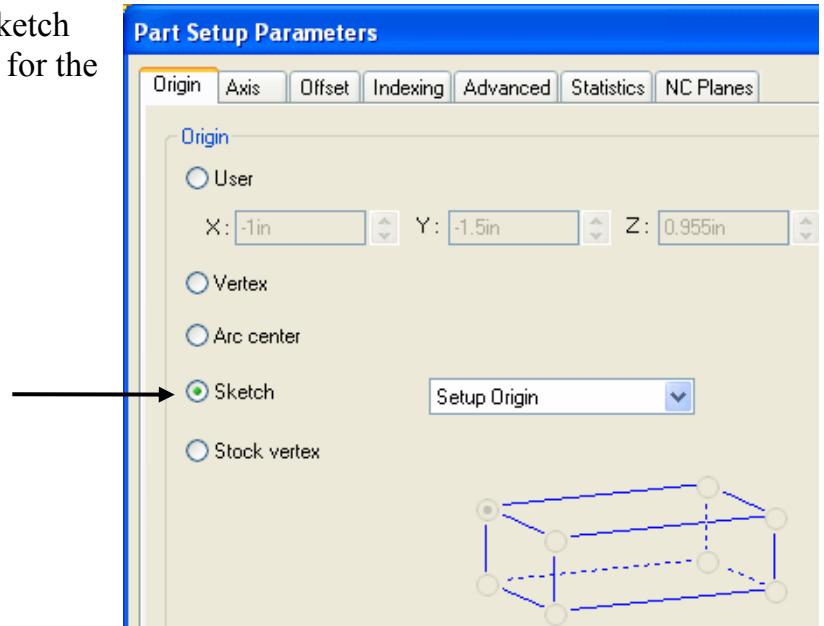 for the
Part Setup Parameters
Origin Axis Offset Indexing Advanced Statistics NC Planes
Origin
User
X: -1in Y: -1.5in Z: 0.955in
Vertex
Arc center
Sketch Setup Origin
Stock vertex